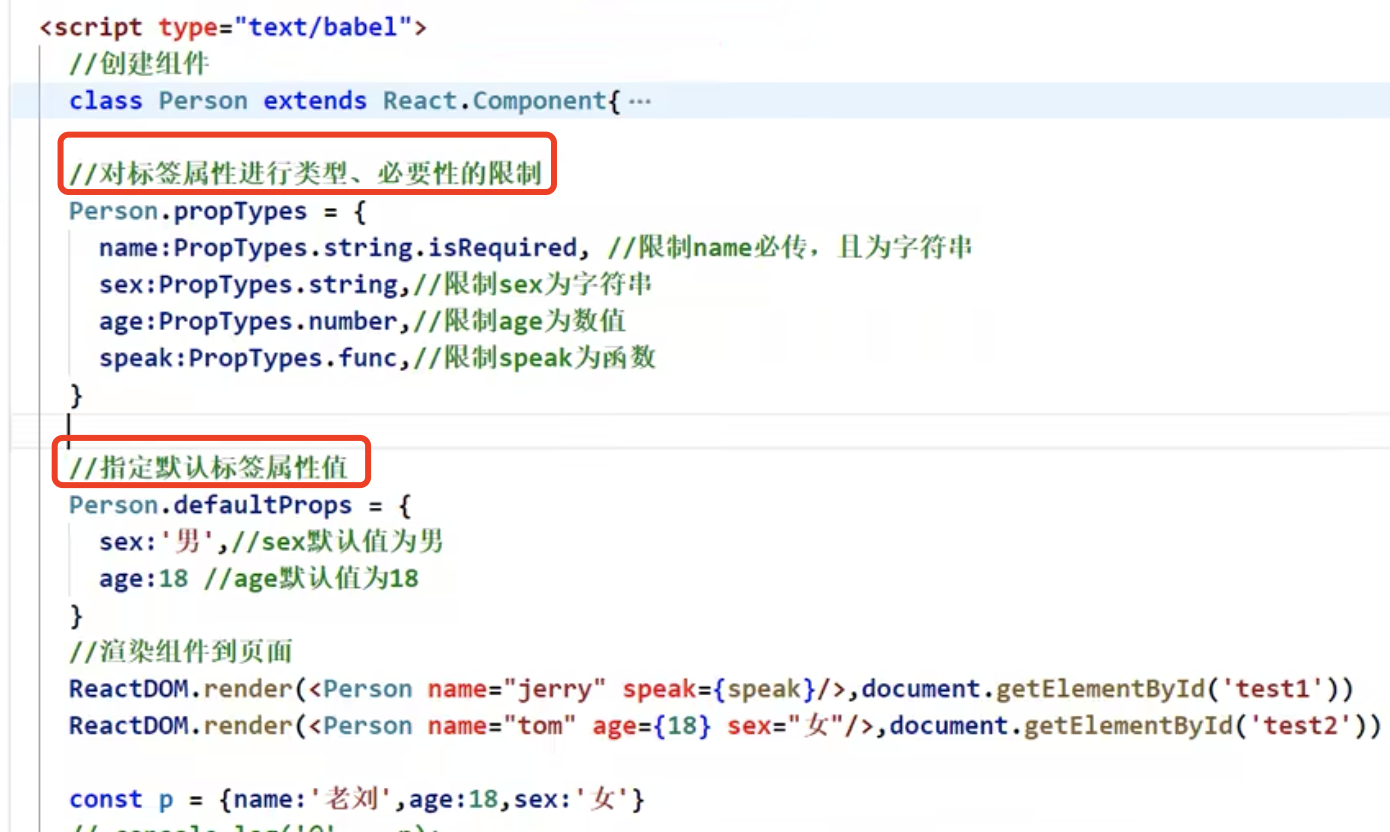 <script type="text/babel">
//创建组件
class Person extends React.Component{ ···
//对标签属性进行类型、必要性的限制
Person.propTypes = {
name:PropTypes.string.isRequired, //限制name必传，且为字符串
sex:PropTypes.string,//限制sex为字符串
age:PropTypes.number,//限制age为数值
speak:PropTypes.func,//限制speak为函数
}
//指定默认标签属性值
Person.defaultProps = {
sex:'男',//sex默认值为男
age:18 //age默认值为18
}
//渲染组件到页面
ReactDOM.render(<Person name="jerry" speak={speak}/>,document.getElementById('test1'))
ReactDOM.render(<Person name="tom" age={18} sex="女"/>,document.getElementById('test2'))
const p = {name:'老刘',age:18,sex:'女'}